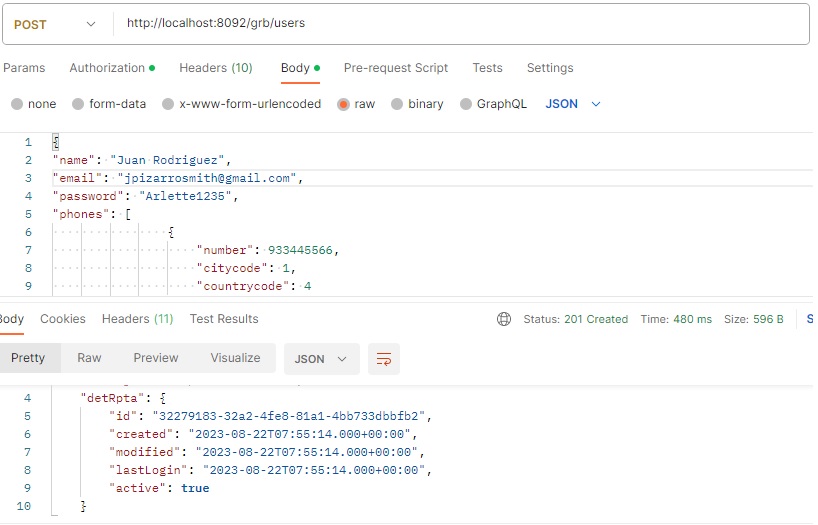 POST http://localhost:8092/grb/users
Params Authorization Headers (10) Body Pre-request Script Tests Settings
none form-data x-www-form-urlencoded raw binary GraphQL JSON
1 {
2 "name": "Juan Rodriguez",
3 "email": "jpizarrosmith@gmail.com",
4 "password": "Arlette1235",
5 "phones": [
6 {
7 "number": 933445566,
8 "citycode": 1,
9 "countrycode": 4
Body Cookies Headers (11) Test Results Status: 201 Created Time: 480 ms Size: 596 B S
Pretty Raw Preview Visualize JSON
4 "detRpta": {
5 "id": "32279183-32a2-4fe8-81a1-4bb733dbbfb2",
6 "created": "2023-08-22T07:55:14.000+00:00",
7 "modified": "2023-08-22T07:55:14.000+00:00",
8 "lastLogin": "2023-08-22T07:55:14.000+00:00",
9 "active": true
10 }